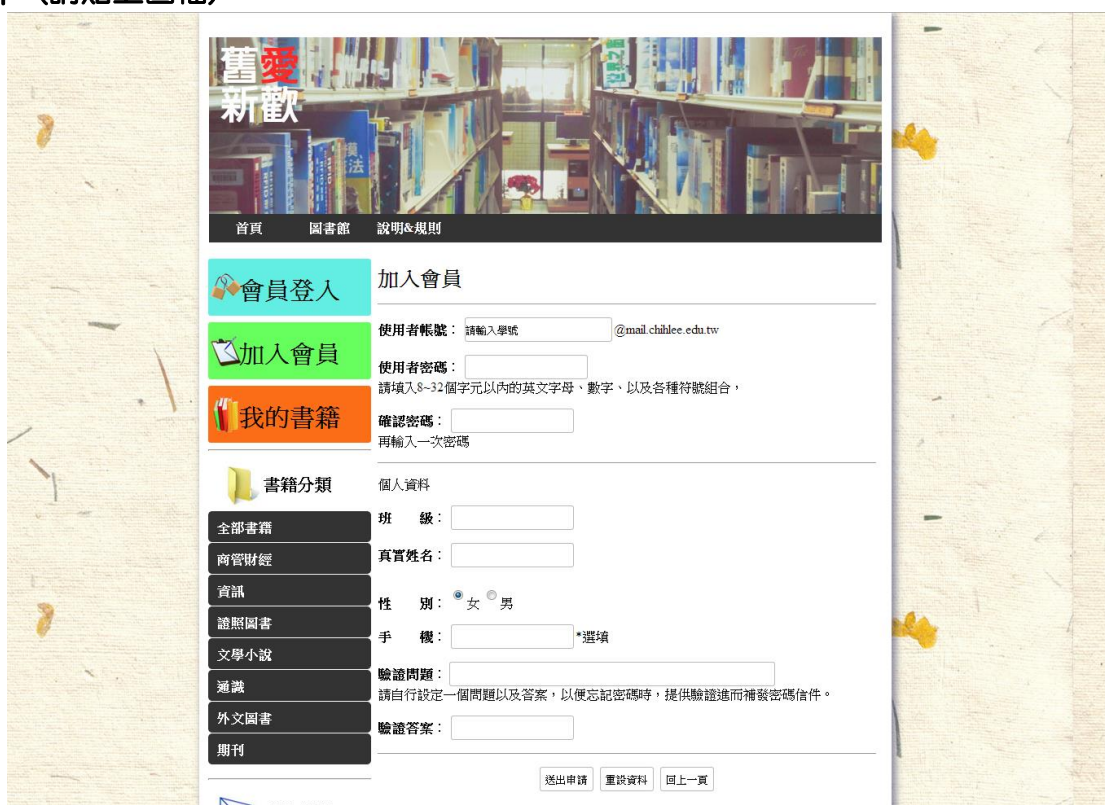 舊愛
新歡
首頁 圖書館 說明&規則
會員登入
加入會員
我的書籍
書籍分類
全部書籍
商管財經
資訊
證照圖書
文學小說
通識
外文圖書
期刊
加入會員
使用者帳號： 請輸入學號 @mail.chihlee.edu.tw
使用者密碼：
請填入8~32個字元以內的英文字母、數字、以及各種符號組合，
確認密碼：
再輸入一次密碼
個人資料
班 級：
真實姓名：
性 別： 女 男
手 機： *選填
驗證問題：
請自行設定一個問題以及答案，以便忘記密碼時，提供驗證進而補發密碼信件。
驗證答案：
送出申請 重設資料 回上一頁